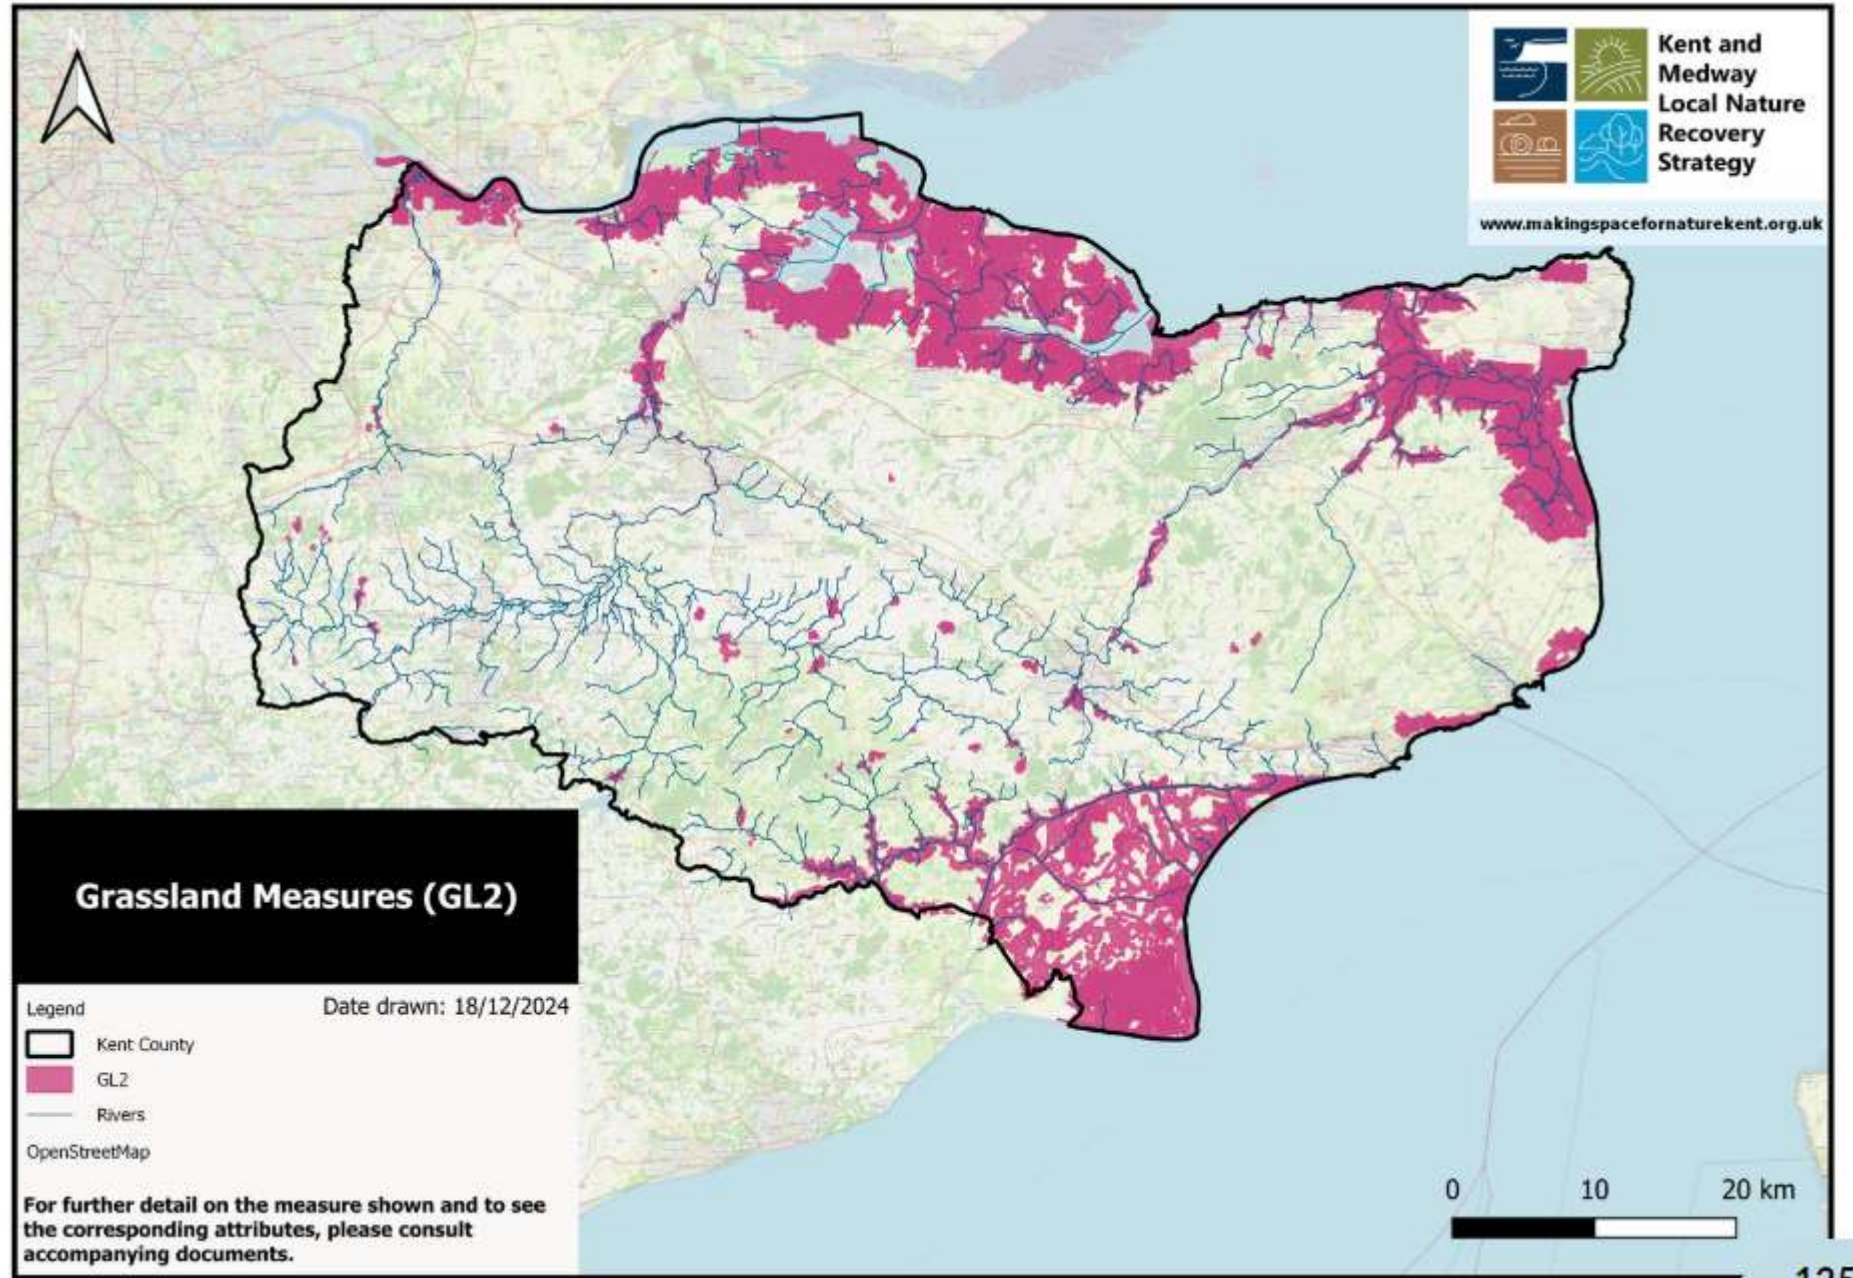 N
Kent and
Medway
Local Nature
Recovery
Strategy
www.makingspacefornaturekent.org.uk
Grassland Measures (GL2)
Legend
Date drawn: 18/12/2024
Kent County
GL2
Rivers
OpenStreetMap
For further detail on the measure shown and to see
the corresponding attributes, please consult
accompanying documents.
0 10 20 km